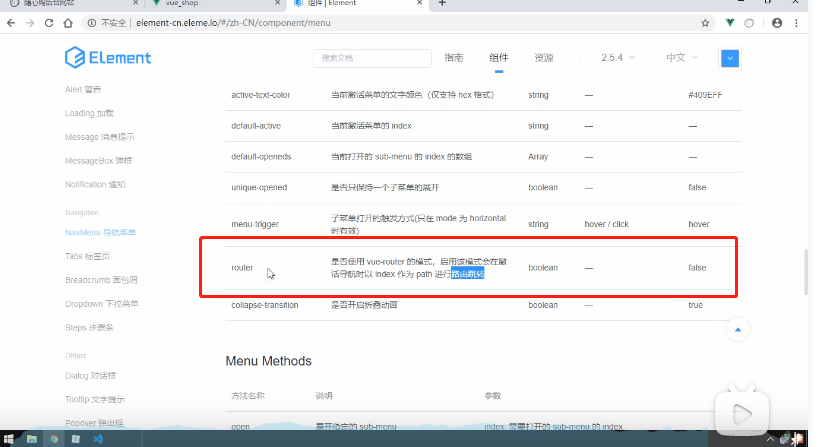 随心购后台网站
vue_shop
组件 | Element
不安全 | element-cn.eleme.io/#/zh-CN/component/menu
Element
搜索文档
指南
组件
资源
2.5.4
中文
Alert 警告
Loading 加载
Message 消息提示
MessageBox 弹框
Notification 通知
Navigation
NavMenu 导航菜单
Tabs 标签页
Breadcrumb 面包屑
Dropdown 下拉菜单
Steps 步骤条
Others
Dialog 对话框
Tooltip 文字提示
Popover 弹出框
active-text-color 当前激活菜单的文字颜色（仅支持 hex 格式） string — #409EFF
default-active 当前激活菜单的 index string — —
default-openeds 当前打开的 sub-menu 的 index 的数组 Array — —
unique-opened 是否只保持一个子菜单的展开 boolean — false
menu-trigger 子菜单打开的触发方式(只在 mode 为 horizontal 时有效) string hover / click hover
router 是否使用 vue-router 的模式，启用该模式会在激
活导航时以 index 作为 path 进行路由跳转 boolean — false
collapse-transition 是否开启折叠动画 boolean — true
Menu Methods
方法名称 说明 参数
open 展开指定的 sub-menu index: 需要打开的 sub-menu 的 index